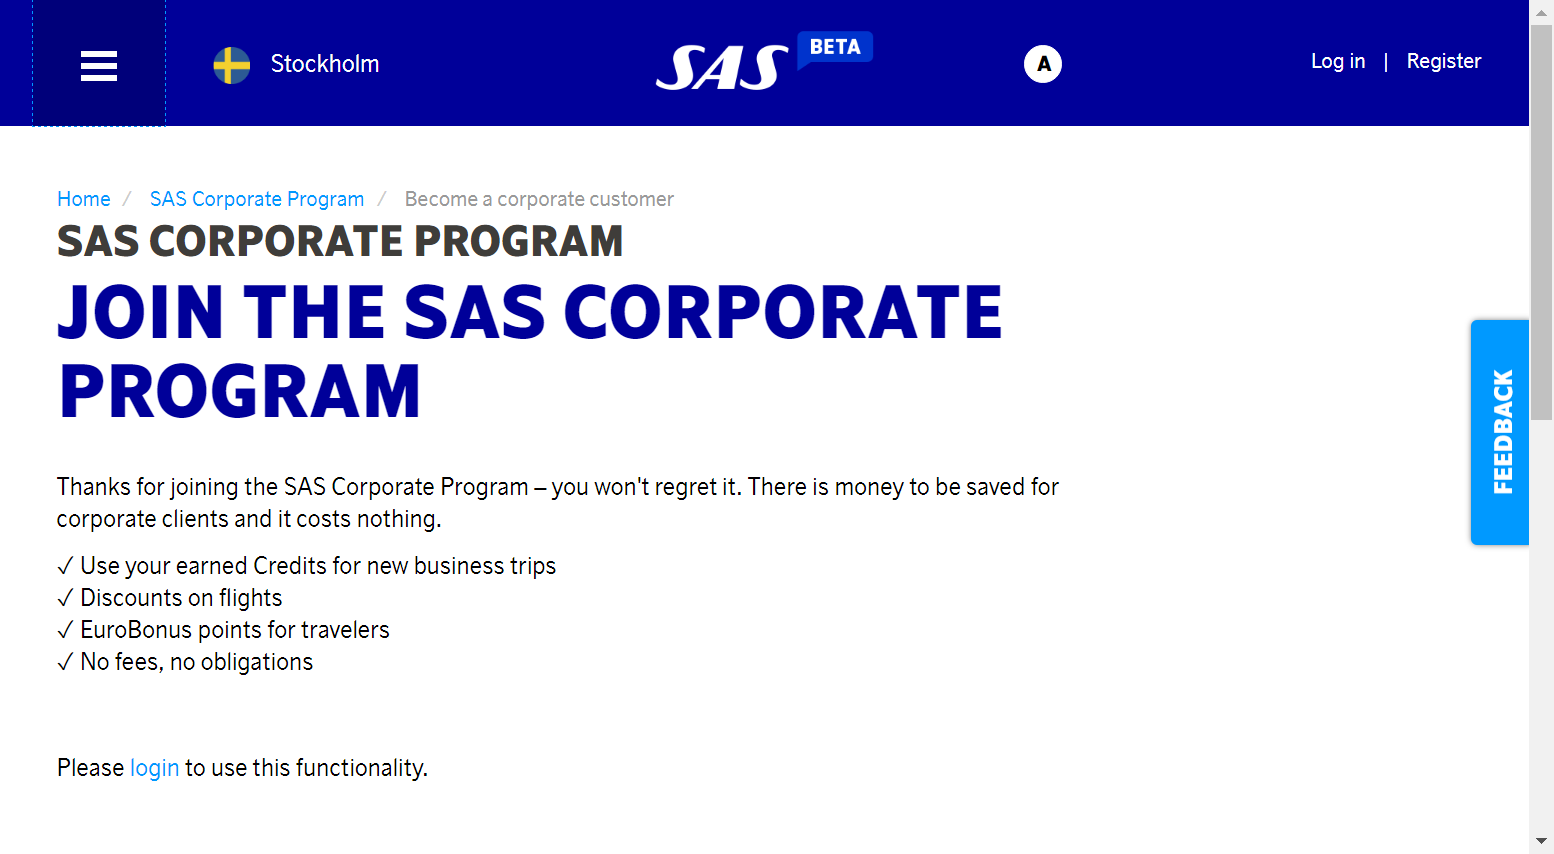 Stockholm
SAS BETA
A
Log in | Register
Home / SAS Corporate Program / Become a corporate customer
SAS CORPORATE PROGRAM
JOIN THE SAS CORPORATE
PROGRAM
Thanks for joining the SAS Corporate Program – you won't regret it. There is money to be saved for
corporate clients and it costs nothing.
✓ Use your earned Credits for new business trips
✓ Discounts on flights
✓ EuroBonus points for travelers
✓ No fees, no obligations
Please login to use this functionality.
FEEDBACK